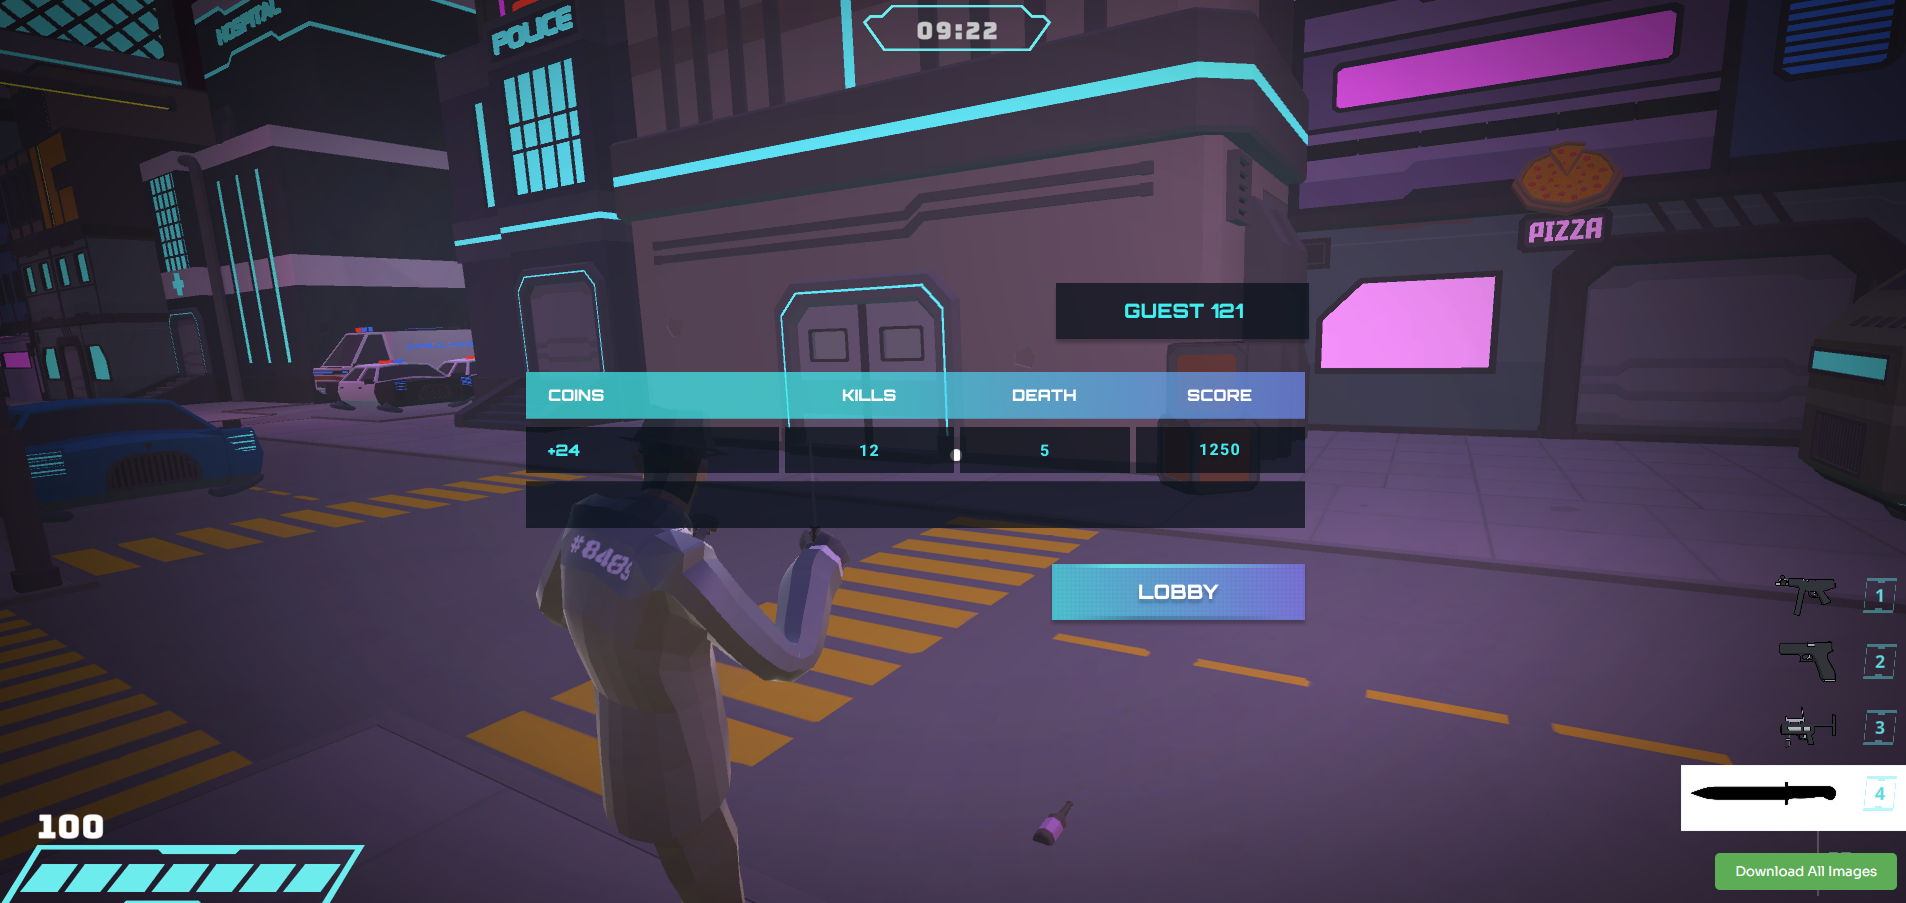 HOSPITAL
POLICE
09:22
PIZZA
GUEST 121
COINS KILLS DEATH SCORE
+24 12 5 1250
LOBBY
1
2
3
4
100
Download All Images